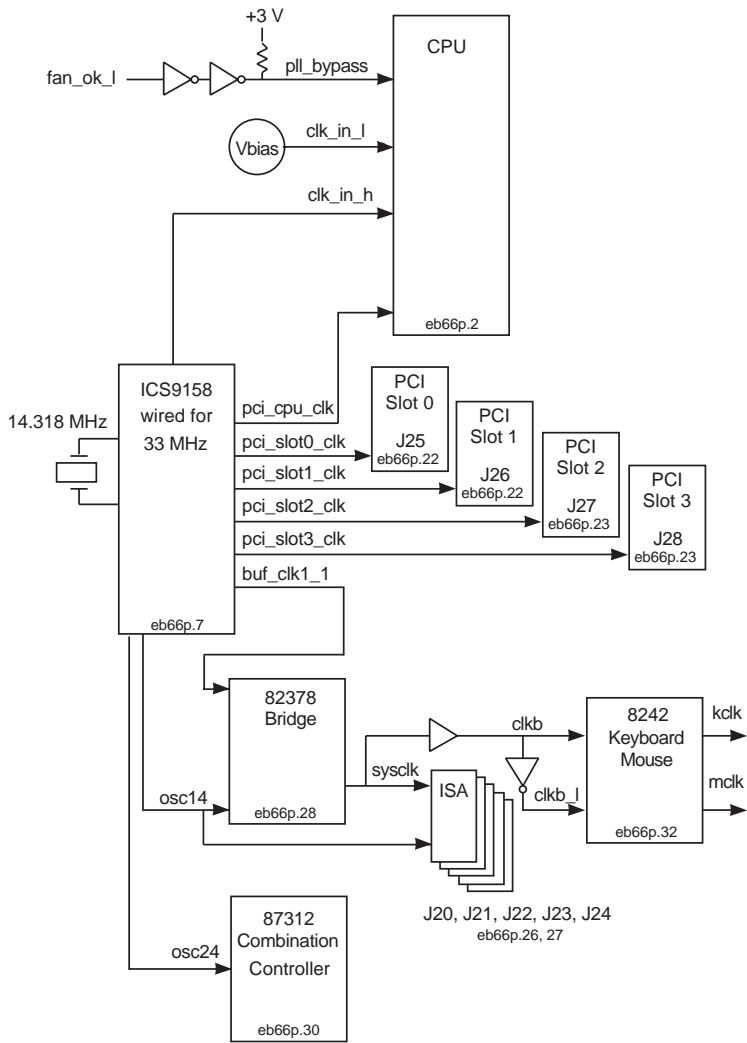 +3 V
CPU
fan_ok_l
pll_bypass
Vbias
clk_in_l
clk_in_h
eb66p.2
ICS9158
wired for
33 MHz
14.318 MHz
pci_cpu_clk
pci_slot0_clk
pci_slot1_clk
pci_slot2_clk
pci_slot3_clk
buf_clk1_1
eb66p.7
PCI
Slot 0
J25
eb66p.22
PCI
Slot 1
J26
eb66p.22
PCI
Slot 2
J27
eb66p.23
PCI
Slot 3
J28
eb66p.23
82378
Bridge
eb66p.28
osc14
sysclk
ISA
clkb
clkb_l
8242
Keyboard
Mouse
eb66p.32
kclk
mclk
J20, J21, J22, J23, J24
eb66p.26, 27
osc24
87312
Combination
Controller
eb66p.30